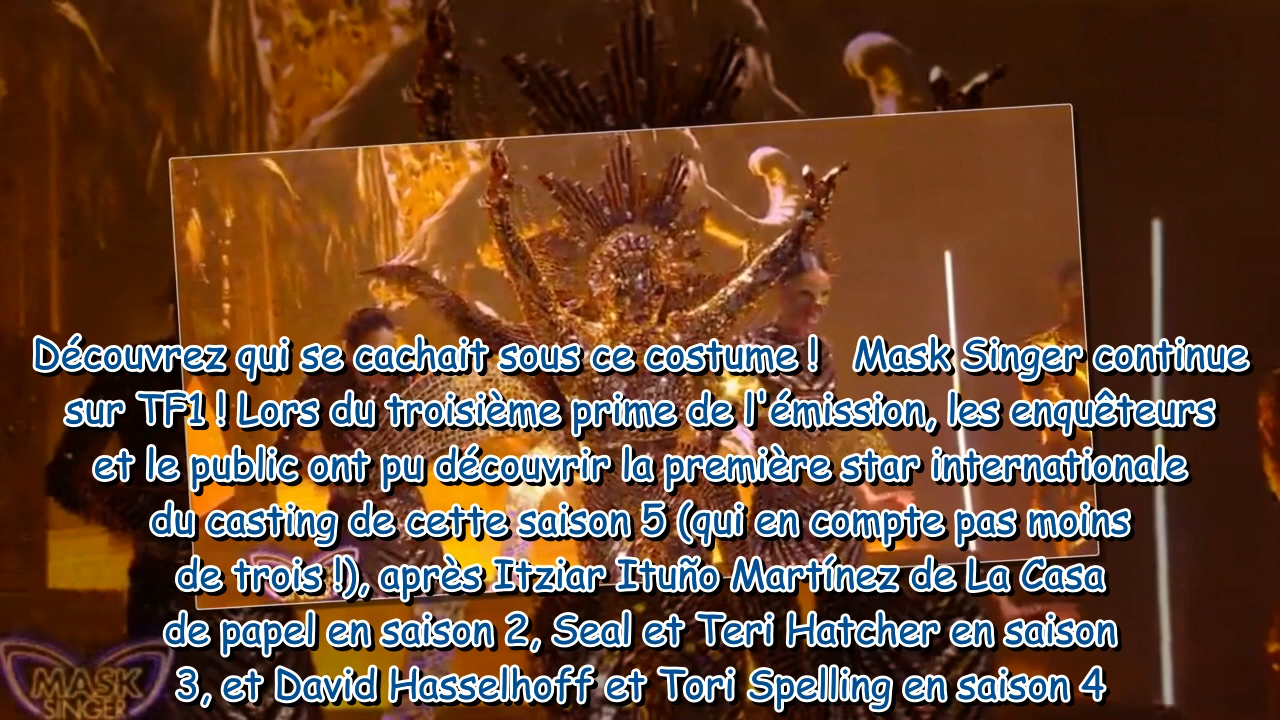 Découvrez qui se cachait sous ce costume ! Mask Singer continue
sur TF1 ! Lors du troisième prime de l'émission, les enquêteurs
et le public ont pu découvrir la première star internationale
du casting de cette saison 5 (qui en compte pas moins
de trois !), après Itziar Ituño Martínez de La Casa
de papel en saison 2, Seal et Teri Hatcher en saison
3, et David Hasselhoff et Tori Spelling en saison 4
MASK
SINGER